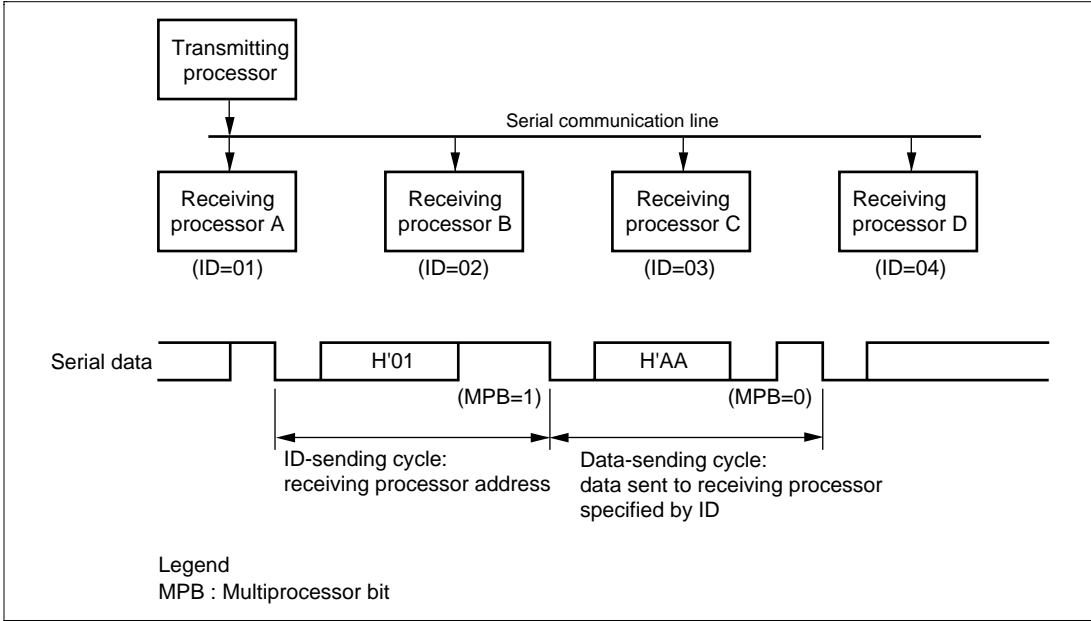 Transmitting
processor
Serial communication line
Receiving
processor A
Receiving
processor B
Receiving
processor C
Receiving
processor D
(ID=01)
(ID=02)
(ID=03)
(ID=04)
Serial data
H'01
H'AA
(MPB=1)
(MPB=0)
ID-sending cycle:
receiving processor address
Data-sending cycle:
data sent to receiving processor
specified by ID
Legend
MPB : Multiprocessor bit